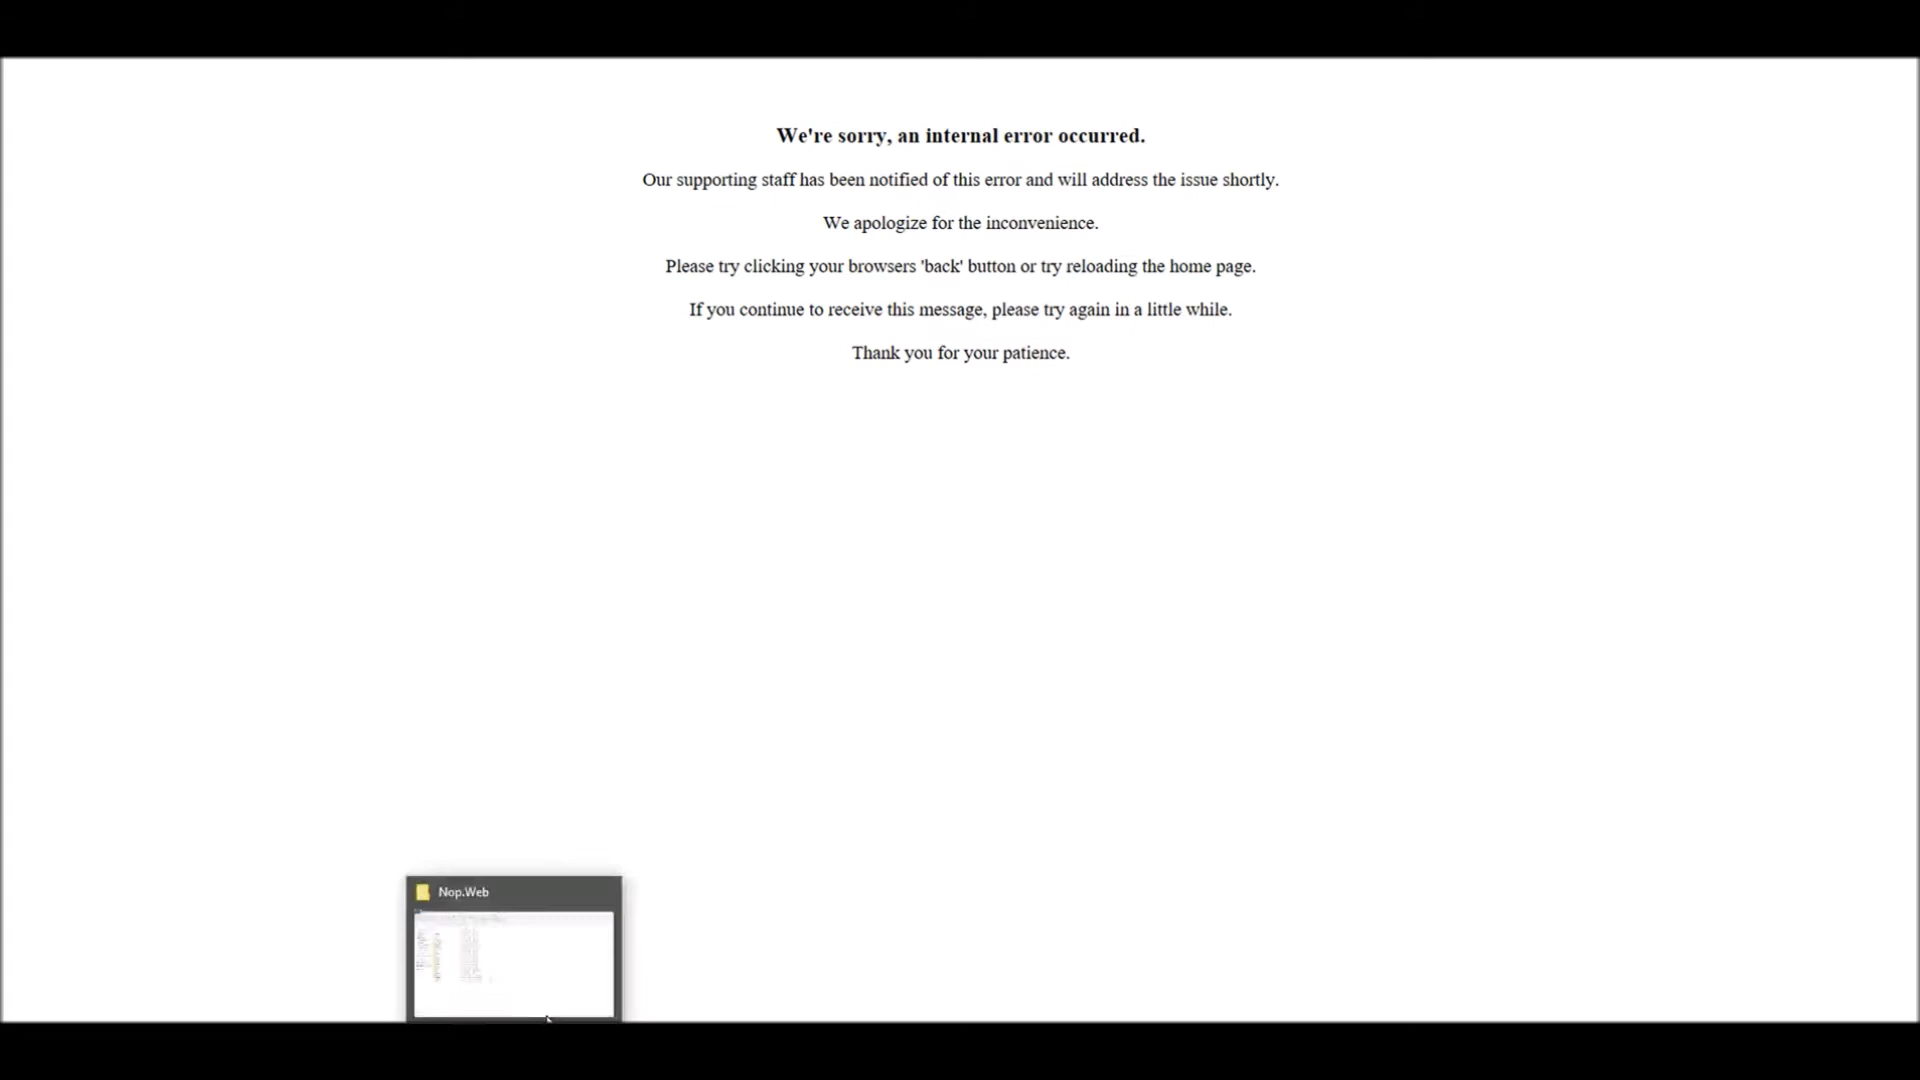 We're sorry, an internal error occurred.
Our supporting staff has been notified of this error and will address the issue shortly.
We apologize for the inconvenience.
Please try clicking your browsers 'back' button or try reloading the home page.
If you continue to receive this message, please try again in a little while.
Thank you for your patience.
Nop.Web